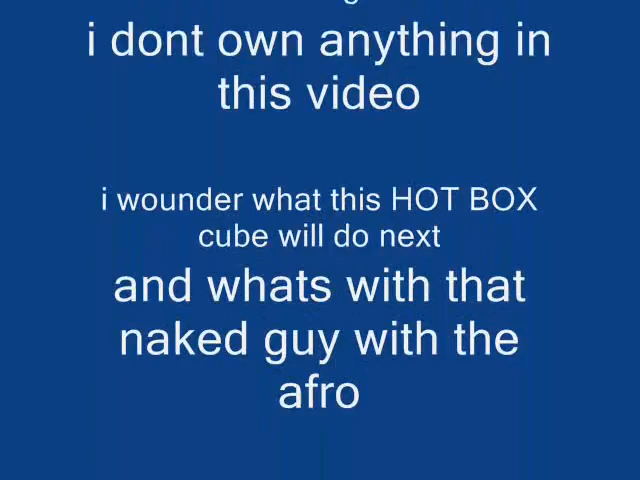 i dont own anything in
this video
i wounder what this HOT BOX
cube will do next
and whats with that
naked guy with the
afro